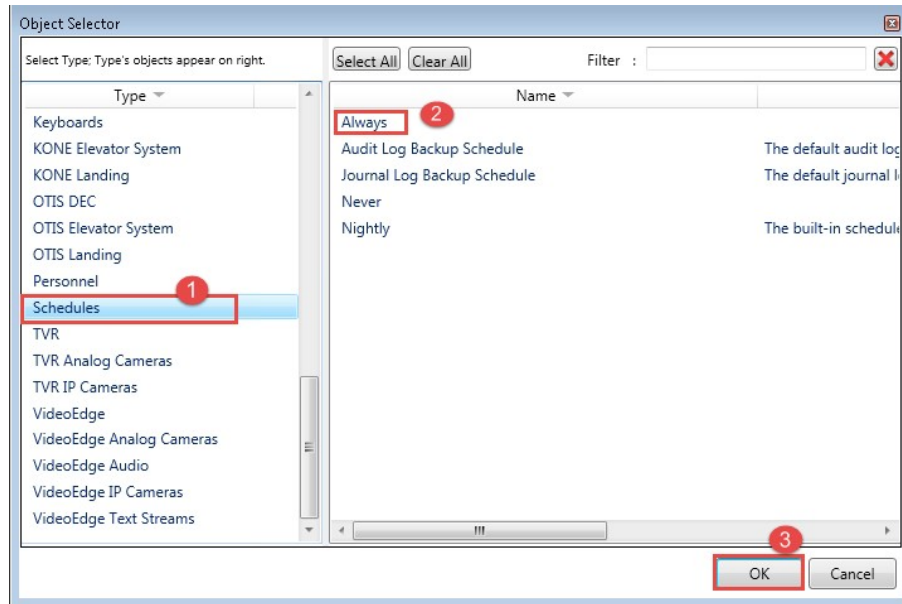 Object Selector
Select Type; Type's objects appear on right.
Select All Clear All Filter :
Type
Name
Keyboards
KONE Elevator System
KONE Landing
OTIS DEC
OTIS Elevator System
OTIS Landing
Personnel
1
Schedules
TVR
TVR Analog Cameras
TVR IP Cameras
VideoEdge
VideoEdge Analog Cameras
VideoEdge Audio
VideoEdge IP Cameras
VideoEdge Text Streams
2
Always
Audit Log Backup Schedule The default audit log
Journal Log Backup Schedule The default journal l
Never
Nightly The built-in schedule
3
OK Cancel